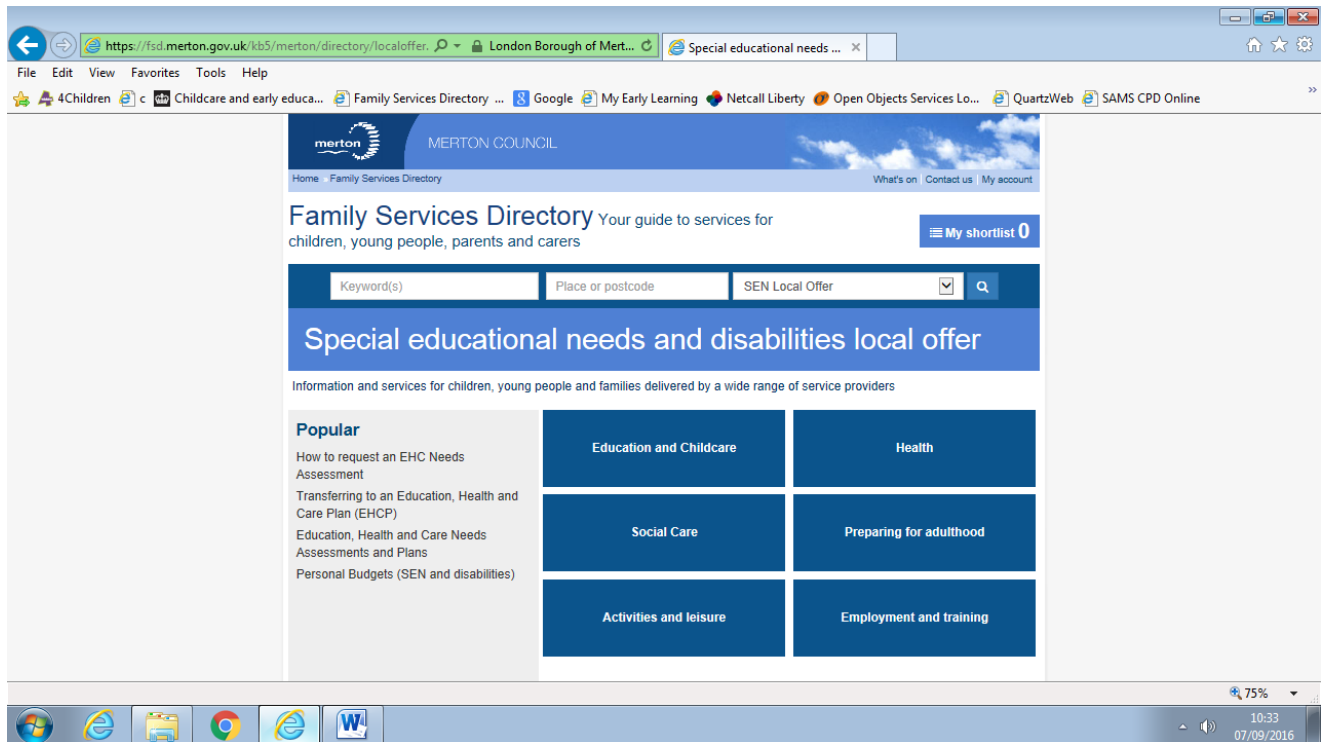 https://fsd.merton.gov.uk/kb5/merton/directory/localoffer. London Borough of Mert... Special educational needs ...
File Edit View Favorites Tools Help
4Children c Childcare and early educa... Family Services Directory ... Google My Early Learning Netcall Liberty Open Objects Services Lo... QuartzWeb SAMS CPD Online
merton MERTON COUNCIL
Home Family Services Directory What's on Contact us My account
Family Services Directory Your guide to services for
children, young people, parents and carers
My shortlist 0
Keyword(s) Place or postcode SEN Local Offer
Special educational needs and disabilities local offer
Information and services for children, young people and families delivered by a wide range of service providers
Popular
How to request an EHC Needs
Assessment
Transferring to an Education, Health and
Care Plan (EHCP)
Education, Health and Care Needs
Assessments and Plans
Personal Budgets (SEN and disabilities)
Education and Childcare Health
Social Care Preparing for adulthood
Activities and leisure Employment and training
75%
10:33
07/09/2016